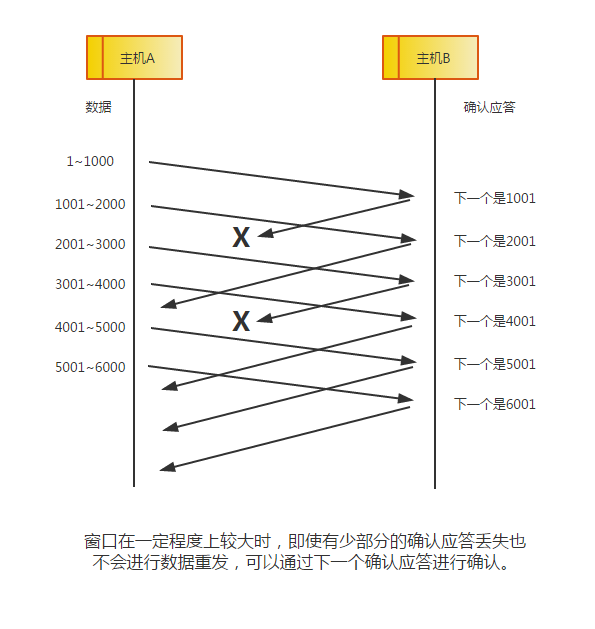 主机A
主机B
数据
确认应答
1~1000
1001~2000
2001~3000
3001~4000
4001~5000
5001~6000
X
X
下一个是1001
下一个是2001
下一个是3001
下一个是4001
下一个是5001
下一个是6001
窗口在一定程度上较大时，即使有少部分的确认应答丢失也
不会进行数据重发，可以通过下一个确认应答进行确认。